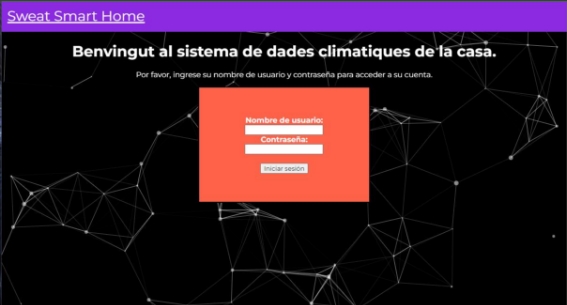 Sweat Smart Home
Benvingut al sistema de dades climatiques de la casa.
Por favor, ingrese su nombre de usuario y contraseña para acceder a su cuenta.
Nombre de usuario:
Contraseña:
Iniciar sesión